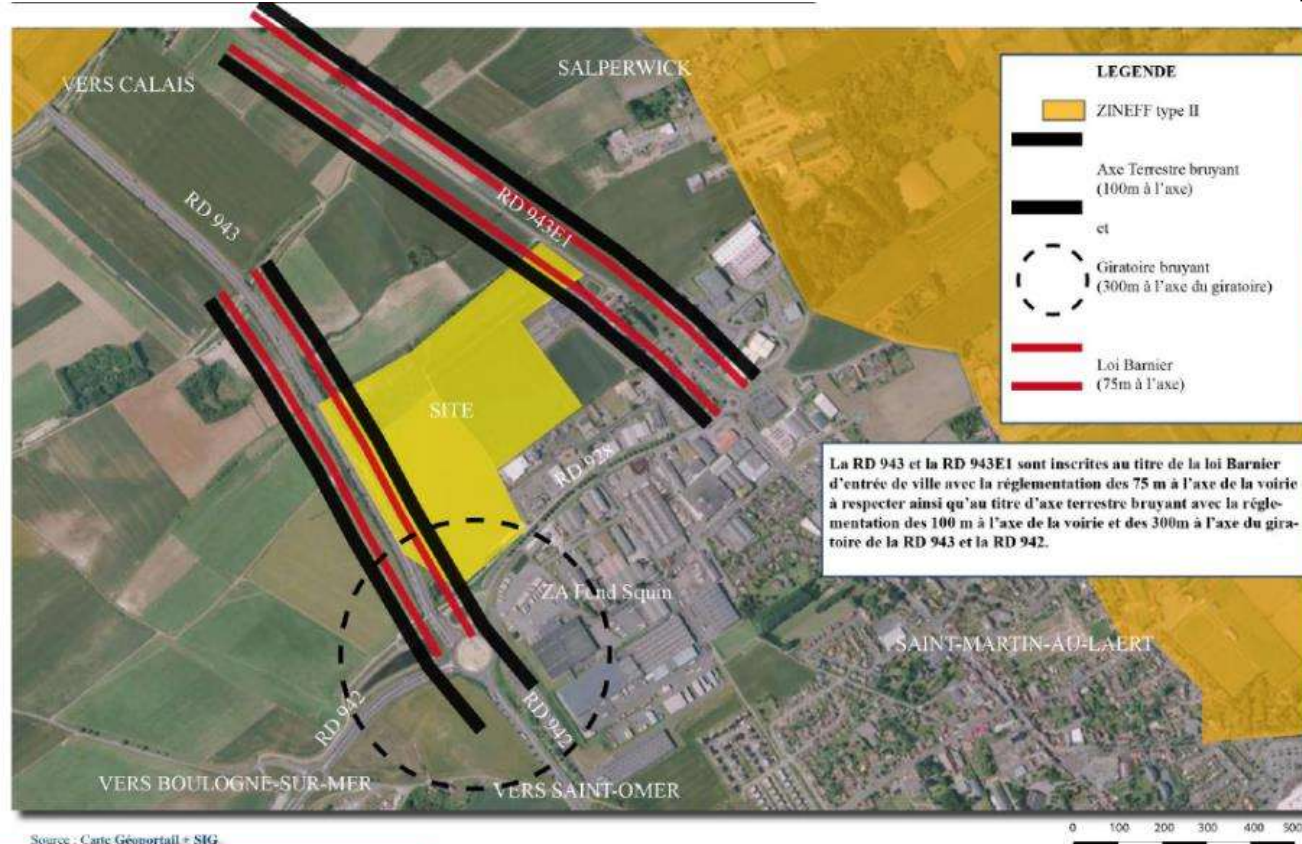 VERS CALAIS
SALPERWICK
RD 943
RD 943E1
SITE
RD 928
ZA Fond Squin
SAINT-MARTIN-AU-LAERT
RD 942
RD 942
VERS BOULOGNE-SUR-MER
VERS SAINT-OMER
LEGENDE
ZINEFF type II
Axe Terrestre bruyant
(100m à l'axe)
et
Giratoire bruyant
(300m à l'axe du giratoire)
Loi Barnier
(75m à l'axe)
La RD 943 et la RD 943E1 sont inscrites au titre de la loi Barnier
d'entrée de ville avec la réglementation des 75 m à l'axe de la voirie
à respecter ainsi qu'au titre d'axe terrestre bruyant avec la régle-
mentation des 100 m à l'axe de la voirie et des 300m à l'axe du gira-
toire de la RD 943 et la RD 942.
Source : Carte Géoportail + SIG
0 100 200 300 400 500